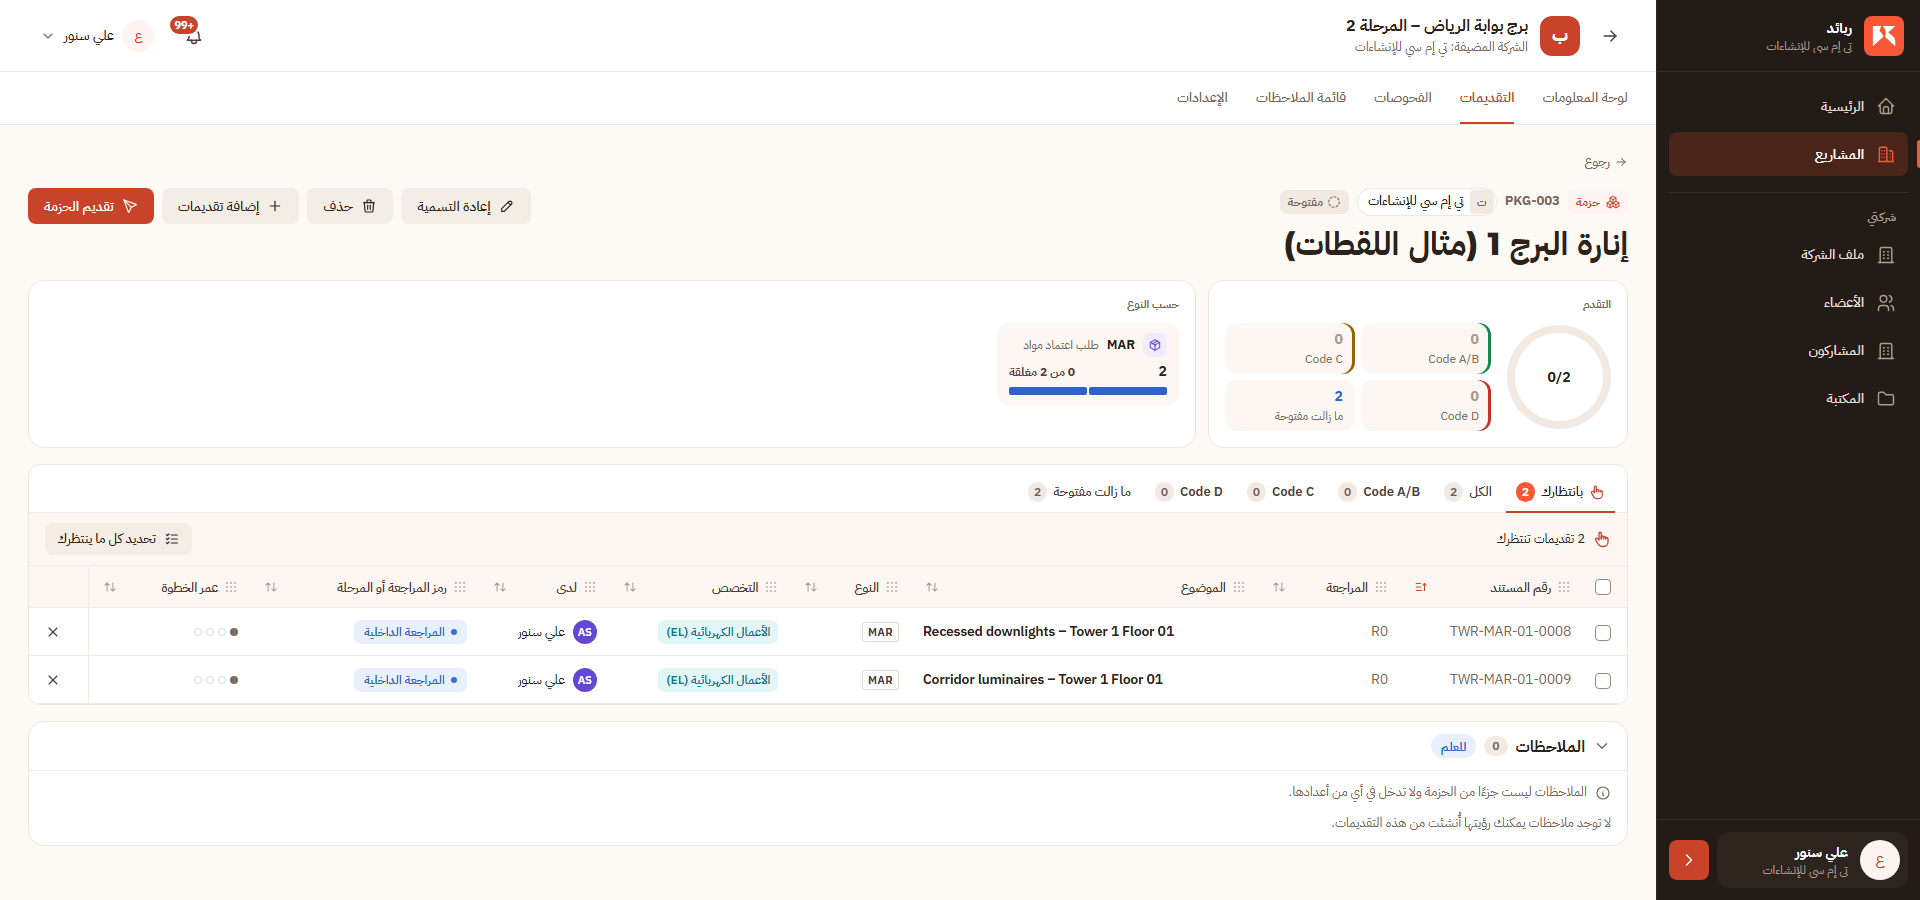 ربائد
تي إم سي للإنشاءات
الرئيسية
المشاريع
شركتي
ملف الشركة
الأعضاء
المشاركون
المكتبة
علي سنور
تي إم سي للإنشاءات
ع
برج بوابة الرياض – المرحلة 2
الشركة المضيفة: تي إم سي للإنشاءات
ب
99+
ع علي سنور
لوحة المعلومات التقديمات الفحوصات قائمة الملاحظات الإعدادات
رجوع
حزمة PKG-003 ت تي إم سي للإنشاءات مفتوحة
إعادة التسمية حذف إضافة تقديمات تقديم الحزمة
إنارة البرج 1 (مثال اللقطات)
التقدم
0/2
0 Code A/B
0 Code C
0 Code D
2 ما زالت مفتوحة
حسب النوع
MAR طلب اعتماد مواد
2 0 من 2 مغلقة
بانتظارك 2 الكل 2 Code A/B 0 Code C 0 Code D 0 ما زالت مفتوحة 2
2 تقديمات تنتظرك تحديد كل ما ينتظرك
رقم المستند المراجعة الموضوع النوع التخصص لدى رمز المراجعة أو المرحلة عمر الخطوة
TWR-MAR-01-0008 R0 Recessed downlights – Tower 1 Floor 01 MAR الأعمال الكهربائية (EL) AS علي سنور المراجعة الداخلية
TWR-MAR-01-0009 R0 Corridor luminaires – Tower 1 Floor 01 MAR الأعمال الكهربائية (EL) AS علي سنور المراجعة الداخلية
الملاحظات 0 للعلم
الملاحظات ليست جزءًا من الحزمة ولا تدخل في أي من أعدادها.
لا توجد ملاحظات يمكنك رؤيتها أُنشئت من هذه التقديمات.